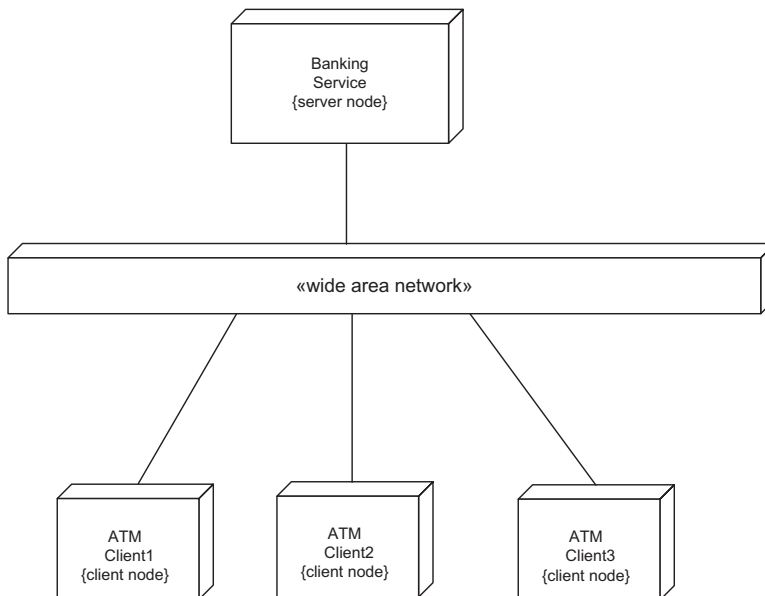 Banking
Service
{server node}
«wide area network»
ATM
Client1
{client node}
ATM
Client2
{client node}
ATM
Client3
{client node}